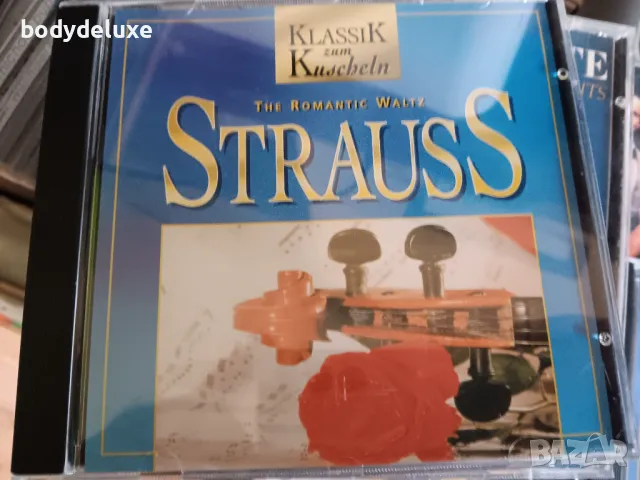 bodydeluxe
KLASSIK
zum
Kuscheln
THE ROMANTIC WALTZ
STRAUSS
BAZAR